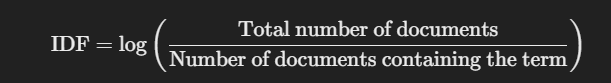 IDF = log ( Total number of documents / Number of documents containing the term )